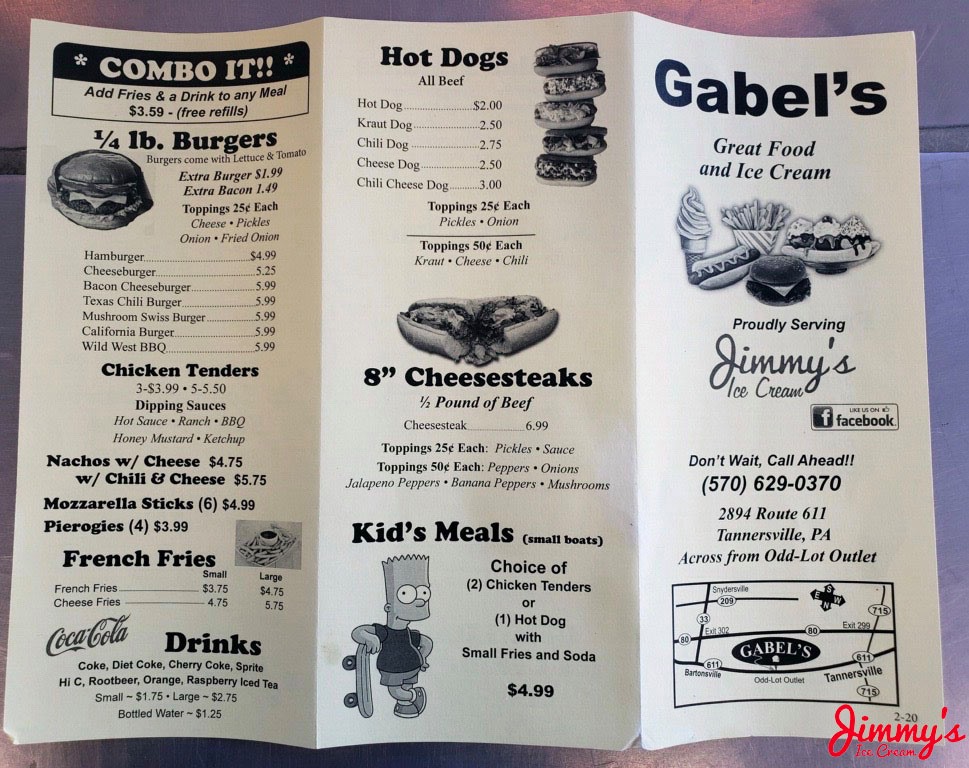 * COMBO IT!! *
Add Fries & a Drink to any Meal
$3.59 - (free refills)
¼ lb. Burgers
Burgers come with Lettuce & Tomato
Extra Burger $1.99
Extra Bacon 1.49
Toppings 25¢ Each
Cheese • Pickles
Onion • Fried Onion
Hamburger $4.99
Cheeseburger 5.25
Bacon Cheeseburger 5.99
Texas Chili Burger 5.99
Mushroom Swiss Burger 5.99
California Burger 5.99
Wild West BBQ 5.99
Chicken Tenders
3-$3.99 • 5-5.50
Dipping Sauces
Hot Sauce • Ranch • BBQ
Honey Mustard • Ketchup
Nachos w/ Cheese $4.75
w/ Chili & Cheese $5.75
Mozzarella Sticks (6) $4.99
Pierogies (4) $3.99
French Fries
Small Large
French Fries $3.75 $4.75
Cheese Fries 4.75 5.75
Coca-Cola
Drinks
Coke, Diet Coke, Cherry Coke, Sprite
Hi C, Rootbeer, Orange, Raspberry Iced Tea
Small ~ $1.75 • Large ~ $2.75
Bottled Water ~ $1.25
Hot Dogs
All Beef
Hot Dog $2.00
Kraut Dog 2.50
Chili Dog 2.75
Cheese Dog 2.50
Chili Cheese Dog 3.00
Toppings 25¢ Each
Pickles • Onion
Toppings 50¢ Each
Kraut • Cheese • Chili
8" Cheesesteaks
½ Pound of Beef
Cheesesteak 6.99
Toppings 25¢ Each: Pickles • Sauce
Toppings 50¢ Each: Peppers • Onions
Jalapeno Peppers • Banana Peppers • Mushrooms
Kid's Meals (small boats)
Choice of
(2) Chicken Tenders
or
(1) Hot Dog
with
Small Fries and Soda
$4.99
Gabel's
Great Food
and Ice Cream
Proudly Serving
Jimmy's
Ice Cream
LIKE US ON
facebook
Don't Wait, Call Ahead!!
(570) 629-0370
2894 Route 611
Tannersville, PA
Across from Odd-Lot Outlet
Snydersville
209
S
E W
N
715
33
Exit 302
80
80
Exit 299
GABEL'S
611
611
Bartonsville
Odd-Lot Outlet
Tannersville
715
2-20
Jimmy's
Ice Cream